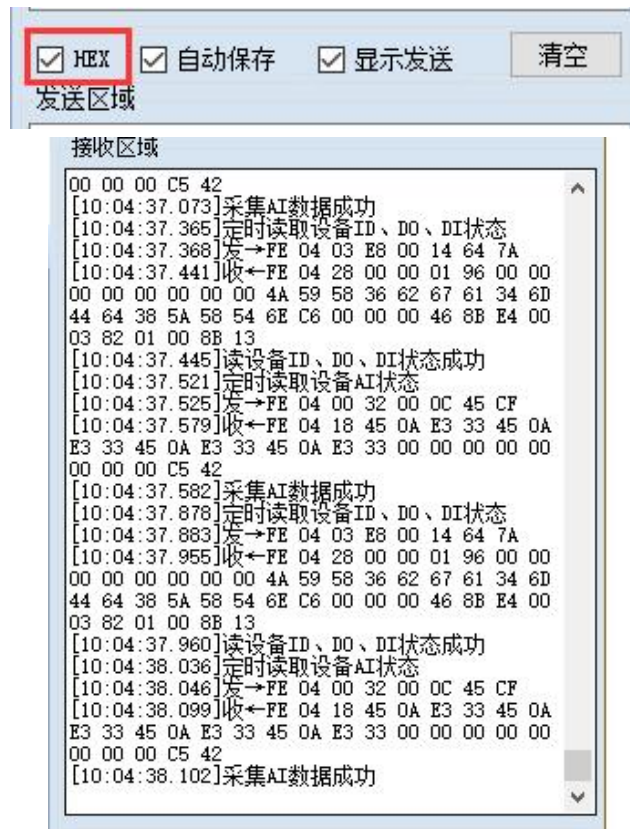 HEX 自动保存 显示发送 清空
发送区域
接收区域
00 00 00 C5 42
[10:04:37.073]采集AI数据成功
[10:04:37.365]定时读取设备ID、DO、DI状态
[10:04:37.368]发→FE 04 03 E8 00 14 64 7A
[10:04:37.441]收←FE 04 28 00 00 01 96 00 00
00 00 00 00 00 00 4A 59 58 36 62 67 61 34 6D
44 64 38 5A 58 54 6E C6 00 00 00 46 8B E4 00
03 82 01 00 8B 13
[10:04:37.445]读设备ID、DO、DI状态成功
[10:04:37.521]定时读取设备AI状态
[10:04:37.525]发→FE 04 00 32 00 0C 45 CF
[10:04:37.579]收←FE 04 18 45 0A E3 33 45 0A
E3 33 45 0A E3 33 45 0A E3 33 00 00 00 00 00
00 00 00 C5 42
[10:04:37.582]采集AI数据成功
[10:04:37.878]定时读取设备ID、DO、DI状态
[10:04:37.883]发→FE 04 03 E8 00 14 64 7A
[10:04:37.955]收←FE 04 28 00 00 01 96 00 00
00 00 00 00 00 00 4A 59 58 36 62 67 61 34 6D
44 64 38 5A 58 54 6E C6 00 00 00 46 8B E4 00
03 82 01 00 8B 13
[10:04:37.960]读设备ID、DO、DI状态成功
[10:04:38.036]定时读取设备AI状态
[10:04:38.046]发→FE 04 00 32 00 0C 45 CF
[10:04:38.099]收←FE 04 18 45 0A E3 33 45 0A
E3 33 45 0A E3 33 45 0A E3 33 00 00 00 00 00
00 00 00 C5 42
[10:04:38.102]采集AI数据成功